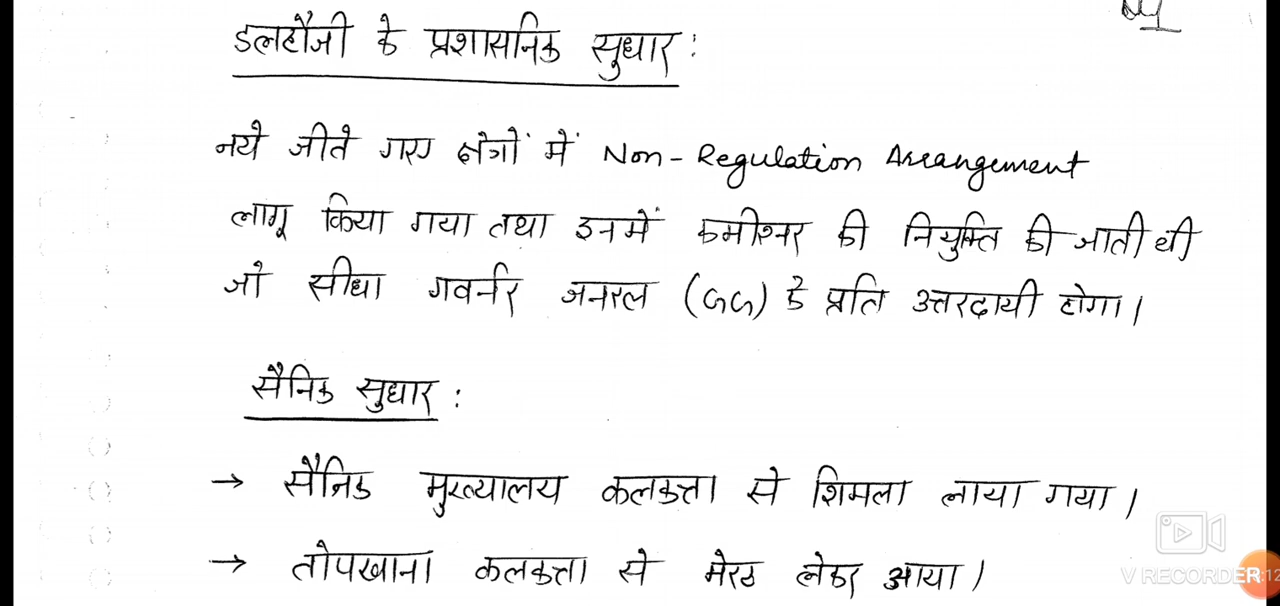 डलहौजी के प्रशासनिक सुधार :
नये जीते गए क्षेत्रों में Non-Regulation Arrangement
लागू किया गया तथा इनमें कमीश्नर की नियुक्ति की जाती थी
जो सीधा गवर्नर जनरल (GG) के प्रति उत्तरदायी होगा।
सैनिक सुधार :
→ सैनिक मुख्यालय कलकत्ता से शिमला लाया गया।
→ तोपखाना कलकत्ता से मेरठ लेकर आया।
V RECORDER